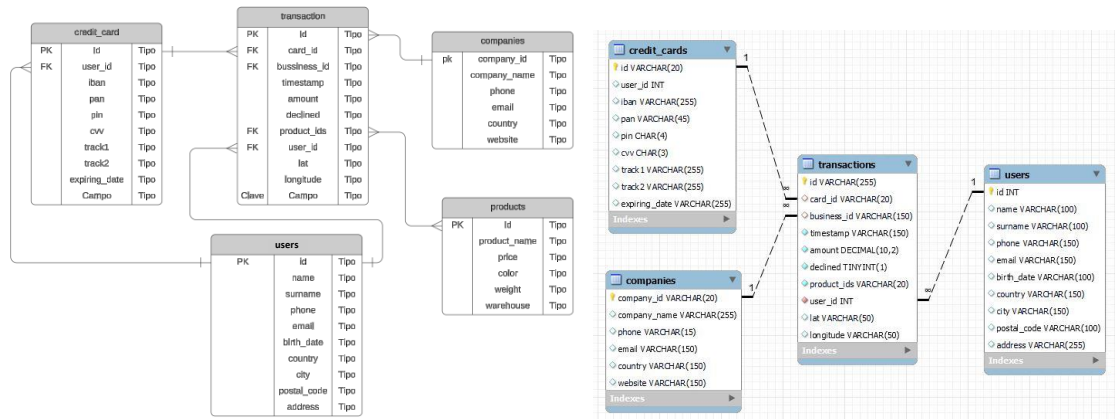 credit_card
PK Id Tipo
FK user_id Tipo
iban Tipo
pan Tipo
pin Tipo
cvv Tipo
track1 Tipo
track2 Tipo
expiring_date Tipo
Clave Campo Tipo
transaction
PK Id Tipo
FK card_id Tipo
FK bussiness_id Tipo
timestamp Tipo
amount Tipo
declined Tipo
FK product_ids Tipo
FK user_id Tipo
lat Tipo
longitude Tipo
Clave Campo Tipo
companies
pk company_id Tipo
company_name Tipo
phone Tipo
email Tipo
country Tipo
website Tipo
products
PK Id Tipo
product_name Tipo
price Tipo
color Tipo
weight Tipo
warehouse Tipo
users
PK Id Tipo
name Tipo
surname Tipo
phone Tipo
email Tipo
birth_date Tipo
country Tipo
city Tipo
postal_code Tipo
address Tipo
credit_cards
id VARCHAR(20)
user_id INT
iban VARCHAR(255)
pan VARCHAR(45)
pin CHAR(4)
cvv CHAR(3)
track1 VARCHAR(255)
track2 VARCHAR(255)
expiring_date VARCHAR(255)
Indexes
1
∞
∞
transactions
id VARCHAR(255)
card_id VARCHAR(20)
business_id VARCHAR(150)
timestamp VARCHAR(150)
amount DECIMAL(10,2)
declined TINYINT(1)
product_ids VARCHAR(20)
user_id INT
lat VARCHAR(50)
longitude VARCHAR(50)
Indexes
1
∞
users
id INT
name VARCHAR(100)
surname VARCHAR(100)
phone VARCHAR(150)
email VARCHAR(150)
birth_date VARCHAR(100)
country VARCHAR(150)
city VARCHAR(150)
postal_code VARCHAR(100)
address VARCHAR(255)
Indexes
companies
company_id VARCHAR(20)
company_name VARCHAR(255)
phone VARCHAR(15)
email VARCHAR(150)
country VARCHAR(150)
website VARCHAR(150)
Indexes
1